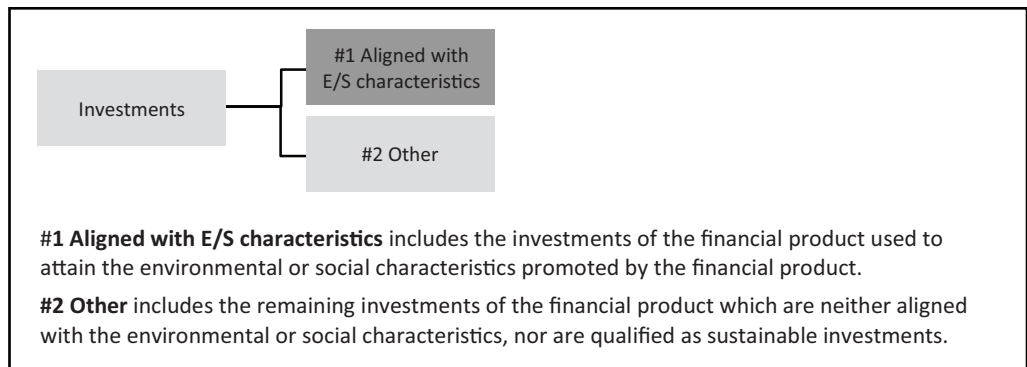 #1 Aligned with
E/S characteristics
Investments
#2 Other
#1 Aligned with E/S characteristics includes the investments of the financial product used to
attain the environmental or social characteristics promoted by the financial product.
#2 Other includes the remaining investments of the financial product which are neither aligned
with the environmental or social characteristics, nor are qualified as sustainable investments.